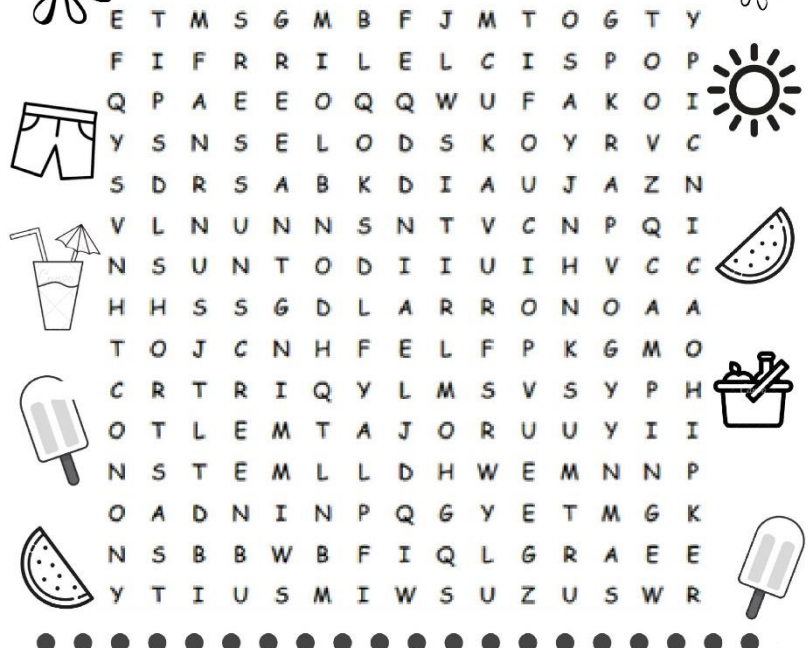 E T M S G M B F J M T O G T Y
F I F R R I L E L C I S P O P
Q P A E E O Q Q W U F A K O I
Y S N S E L O D S K O Y R V C
S D R S A B K D I A U J A Z N
V L N U N N S N T V C N P Q I
N S U N T O D I I U I H V C C
H H S S G D L A R R O N O A A
T O J C N H F E L F P K G M O
C R T R I Q Y L M S V S Y P H
O T L E M T A J O R U U Y I I
N S T E M L L D H W E M N N P
O A D N I N P Q G Y E T M G K
N S B B W B F I Q L G R A E E
Y T I U S M I W S U Z U S W R